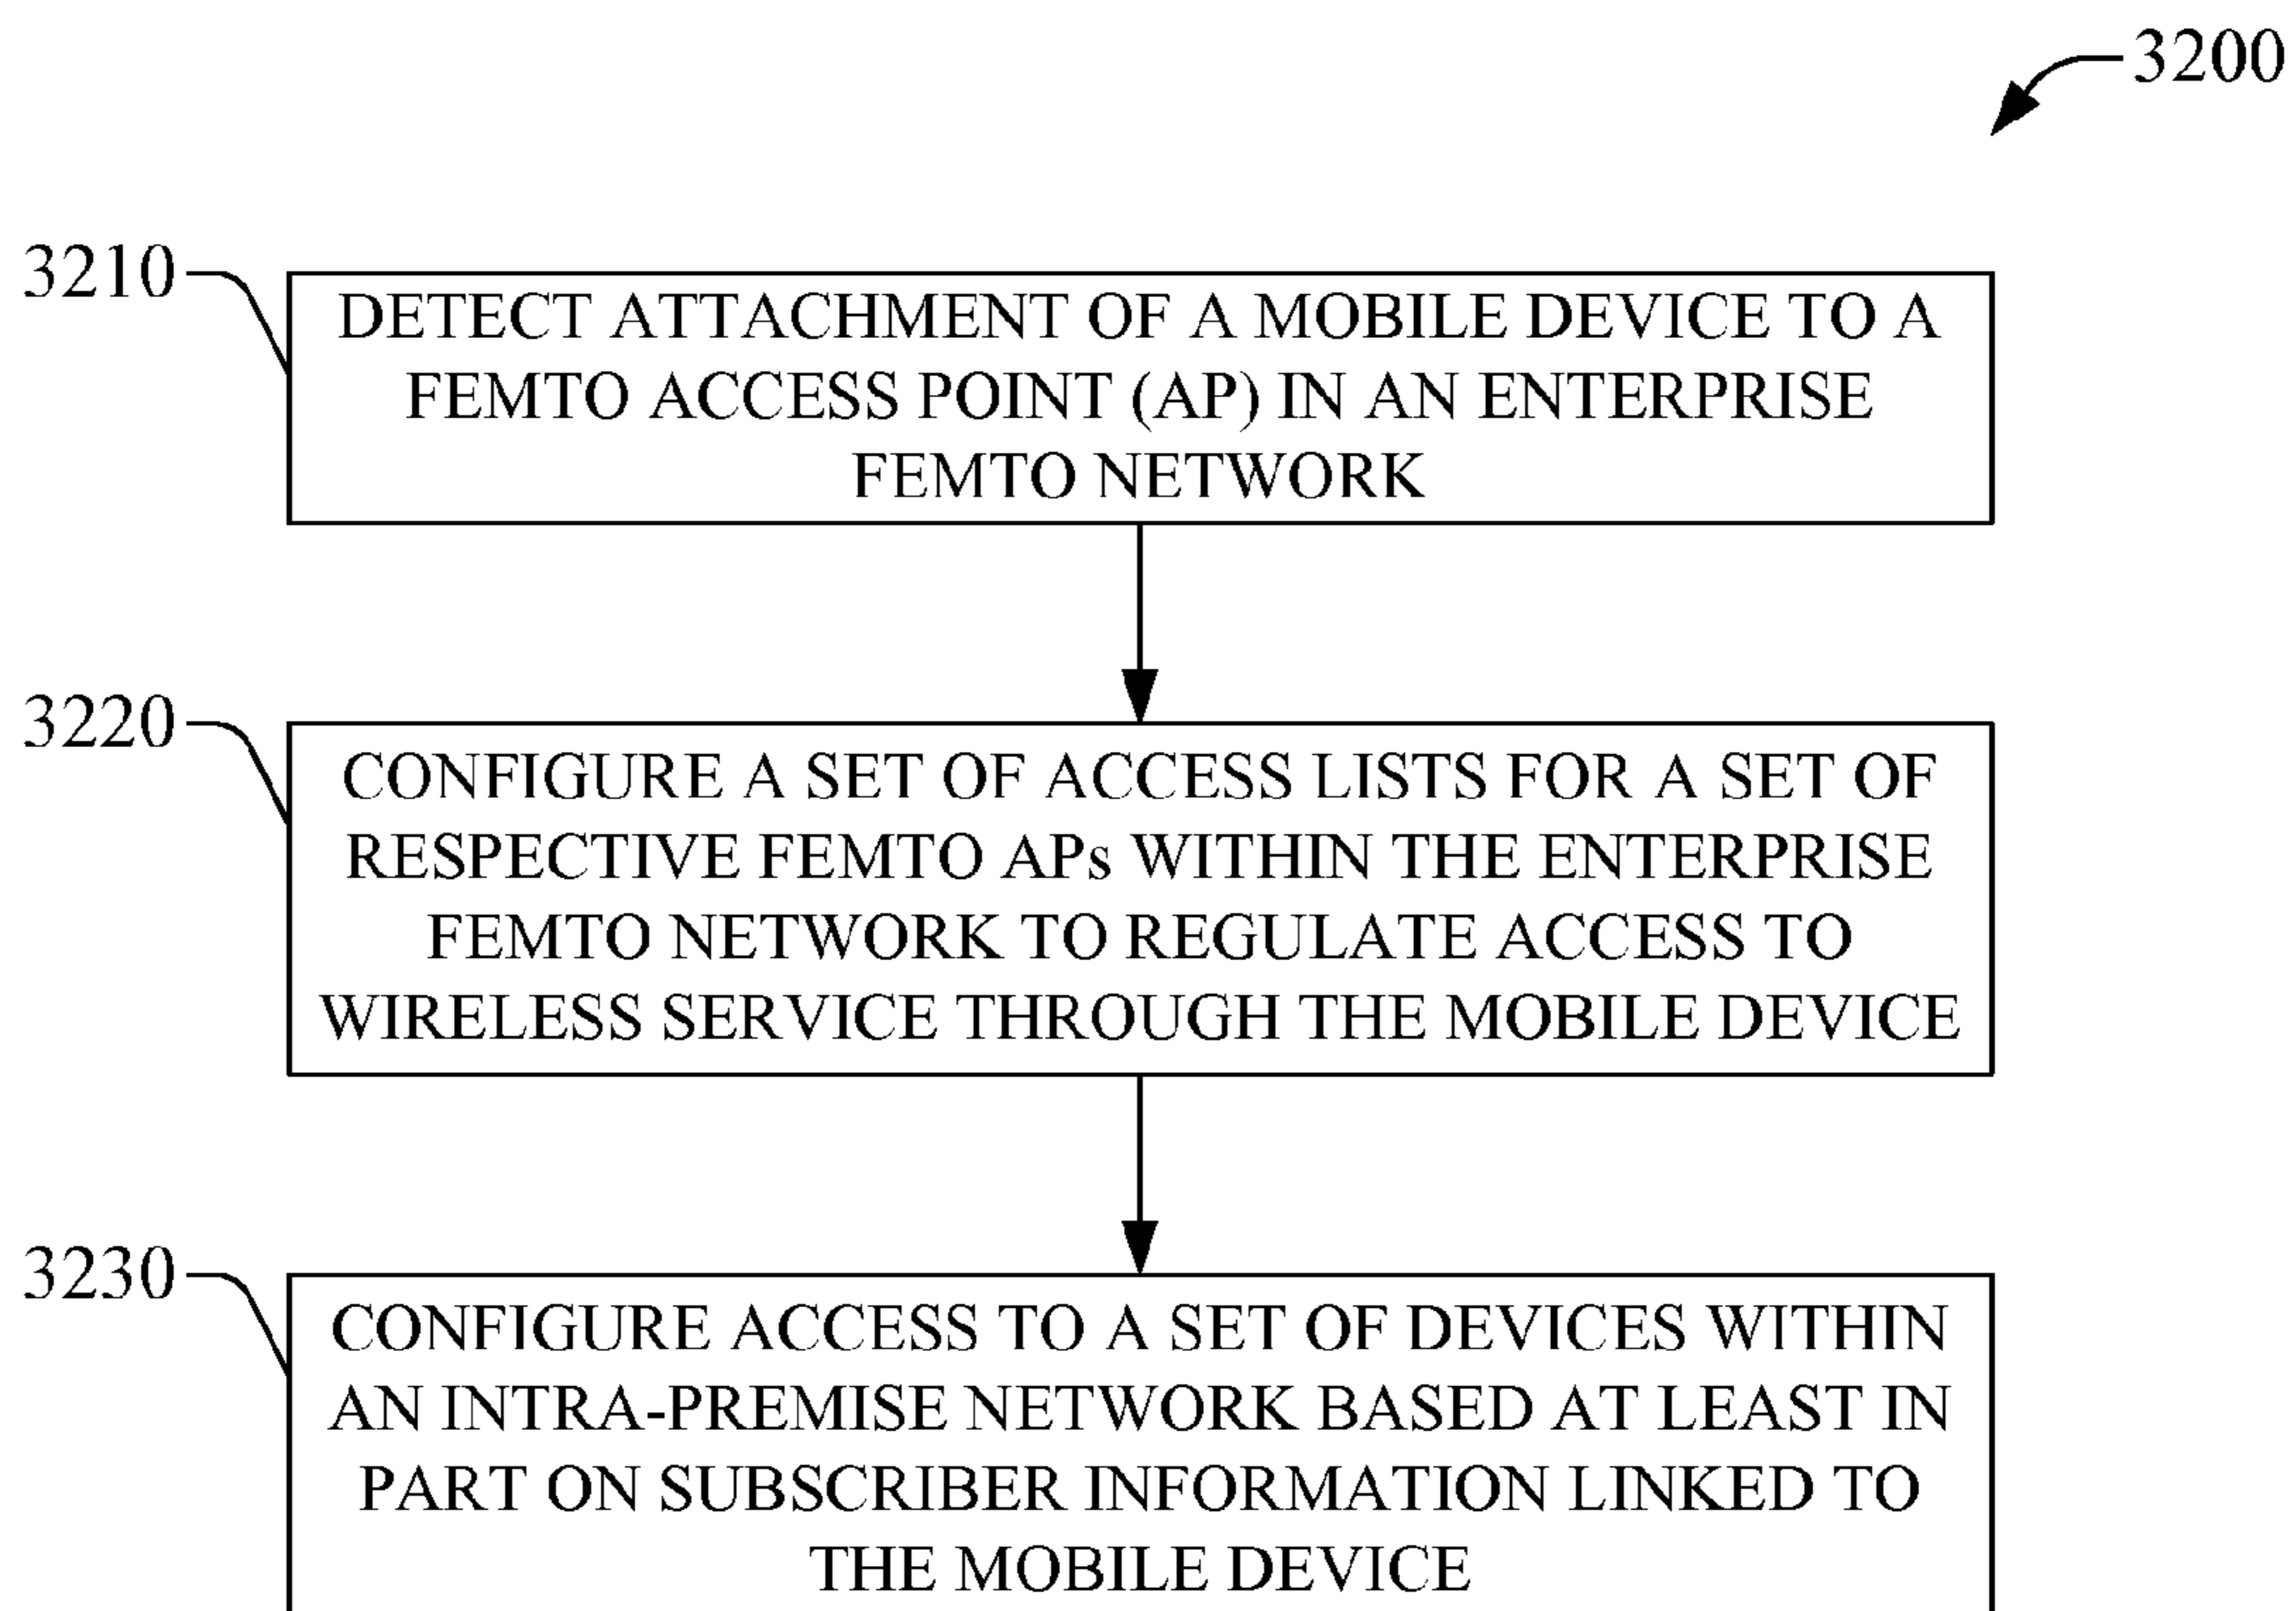 3200
3210
DETECT ATTACHMENT OF A MOBILE DEVICE TO A
FEMTO ACCESS POINT (AP) IN AN ENTERPRISE
FEMTO NETWORK
3220
CONFIGURE A SET OF ACCESS LISTS FOR A SET OF
RESPECTIVE FEMTO APs WITHIN THE ENTERPRISE
FEMTO NETWORK TO REGULATE ACCESS TO
WIRELESS SERVICE THROUGH THE MOBILE DEVICE
3230
CONFIGURE ACCESS TO A SET OF DEVICES WITHIN
AN INTRA-PREMISE NETWORK BASED AT LEAST IN
PART ON SUBSCRIBER INFORMATION LINKED TO
THE MOBILE DEVICE